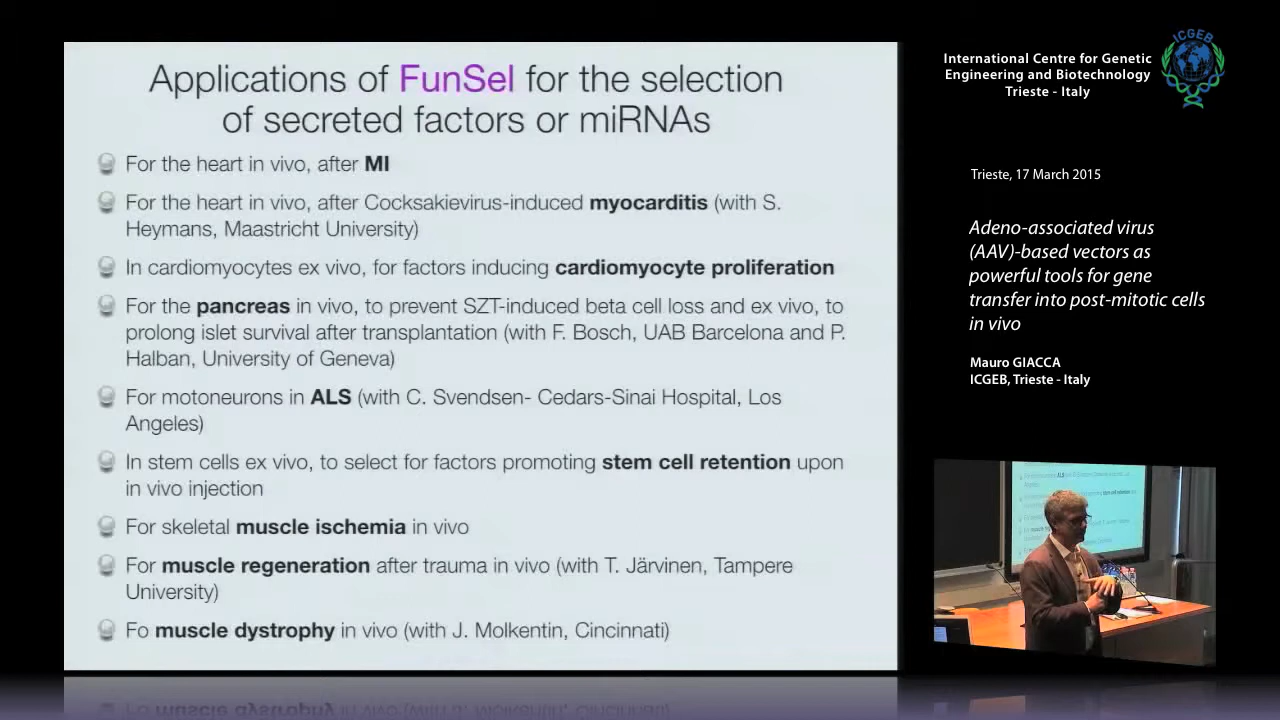 Applications of FunSel for the selection
of secreted factors or miRNAs
For the heart in vivo, after MI
For the heart in vivo, after Cocksakievirus-induced myocarditis (with S.
Heymans, Maastricht University)
In cardiomyocytes ex vivo, for factors inducing cardiomyocyte proliferation
For the pancreas in vivo, to prevent SZT-induced beta cell loss and ex vivo, to
prolong islet survival after transplantation (with F. Bosch, UAB Barcelona and P.
Halban, University of Geneva)
For motoneurons in ALS (with C. Svendsen- Cedars-Sinai Hospital, Los
Angeles)
In stem cells ex vivo, to select for factors promoting stem cell retention upon
in vivo injection
For skeletal muscle ischemia in vivo
For muscle regeneration after trauma in vivo (with T. Järvinen, Tampere
University)
Fo muscle dystrophy in vivo (with J. Molkentin, Cincinnati)
International Centre for Genetic
Engineering and Biotechnology
Trieste - Italy
ICGEB
Trieste, 17 March 2015
Adeno-associated virus
(AAV)-based vectors as
powerful tools for gene
transfer into post-mitotic cells
in vivo
Mauro GIACCA
ICGEB, Trieste - Italy